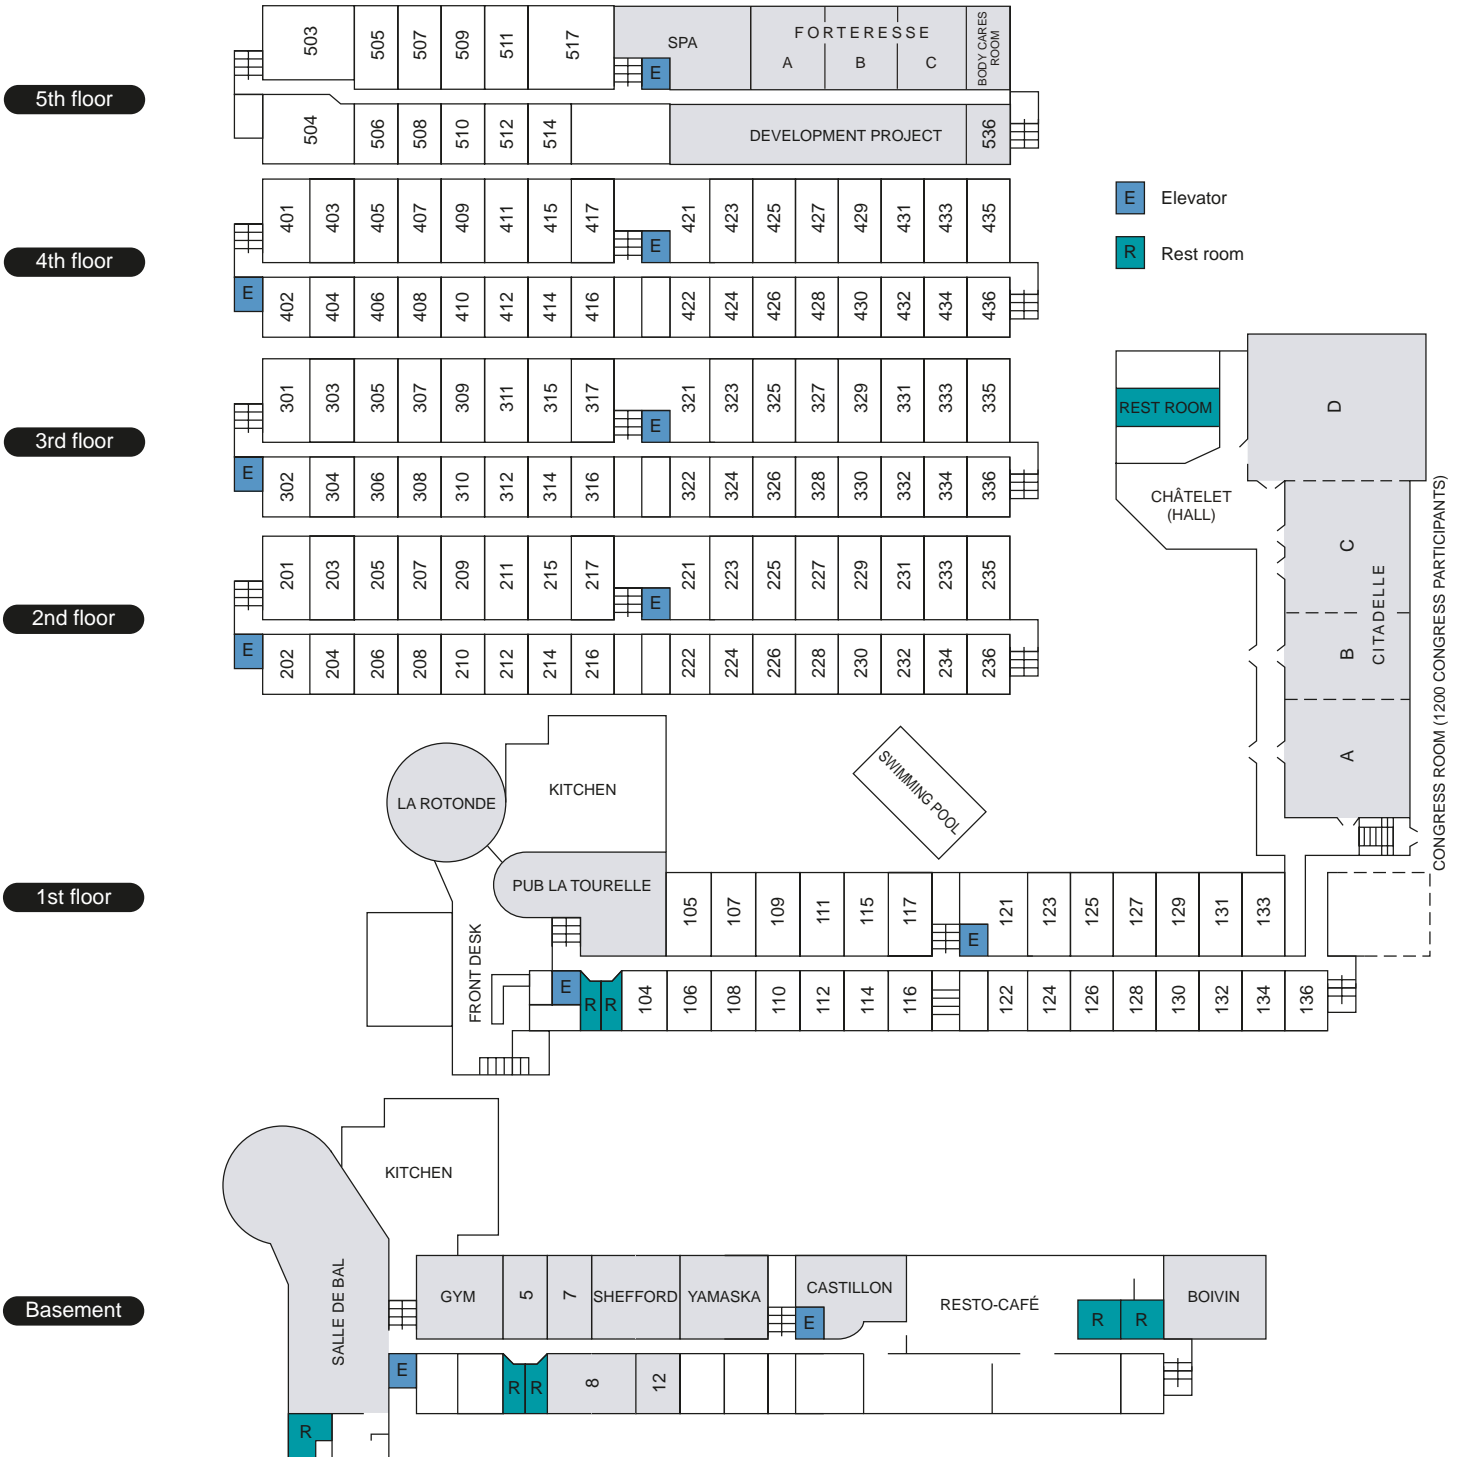 5th floor
503
505
507
509
511
517
SPA
FORTERESSE
A
B
C
BODY CARES
ROOM
E
504
506
508
510
512
514
DEVELOPMENT PROJECT
536
4th floor
401
403
405
407
409
411
415
417
E
421
423
425
427
429
431
433
435
E
402
404
406
408
410
412
414
416
422
424
426
428
430
432
434
436
E Elevator
R Rest room
3rd floor
301
303
305
307
309
311
315
317
E
321
323
325
327
329
331
333
335
E
302
304
306
308
310
312
314
316
322
324
326
328
330
332
334
336
2nd floor
201
203
205
207
209
211
215
217
E
221
223
225
227
229
231
233
235
E
202
204
206
208
210
212
214
216
222
224
226
228
230
232
234
236
REST ROOM
CHÂTELET
(HALL)
D
C
B
A
CITADELLE
CONGRESS ROOM (1200 CONGRESS PARTICIPANTS)
1st floor
LA ROTONDE
KITCHEN
SWIMMING POOL
PUB LA TOURELLE
FRONT DESK
105
107
109
111
115
117
E
121
123
125
127
129
131
133
E
R
R
104
106
108
110
112
114
116
122
124
126
128
130
132
134
136
Basement
KITCHEN
SALLE DE BAL
GYM
5
7
SHEFFORD
YAMASKA
E
CASTILLON
RESTO-CAFÉ
R
R
BOIVIN
E
R
R
8
12
R